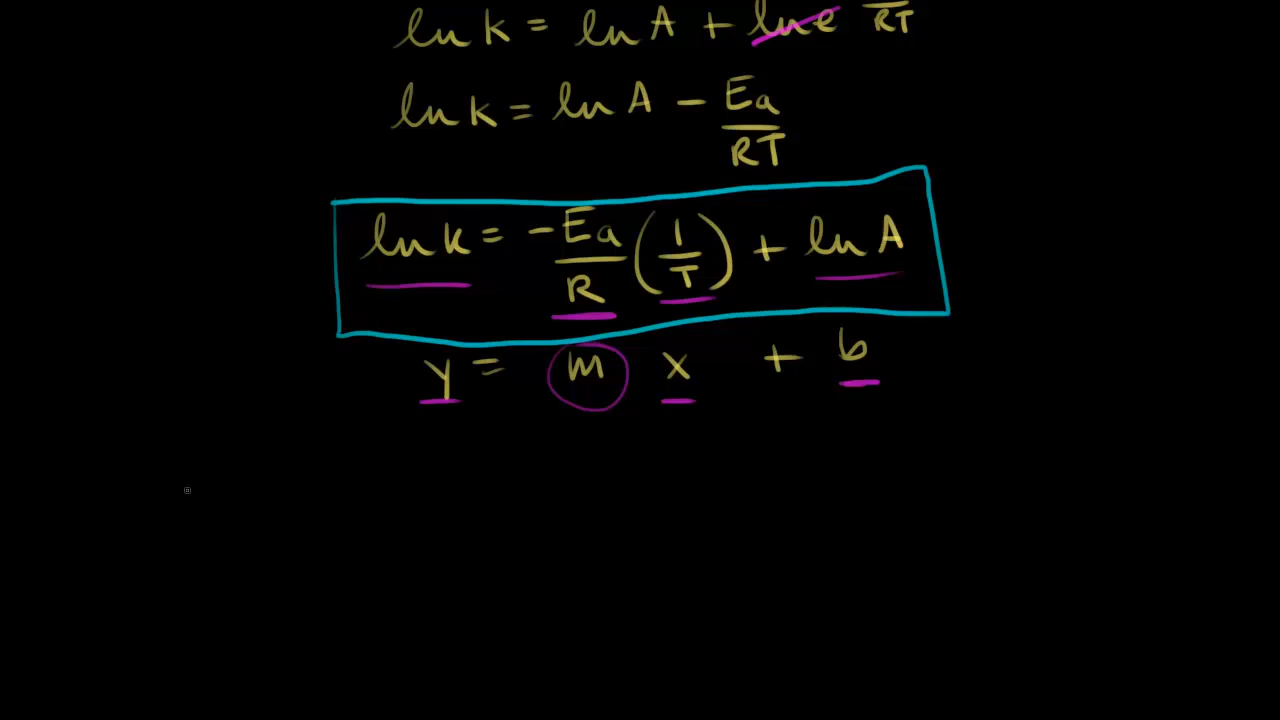 ln k = ln A + ln e RT
ln k = ln A - Ea/RT
ln k = -Ea/R (1/T) + ln A
y = m x + b